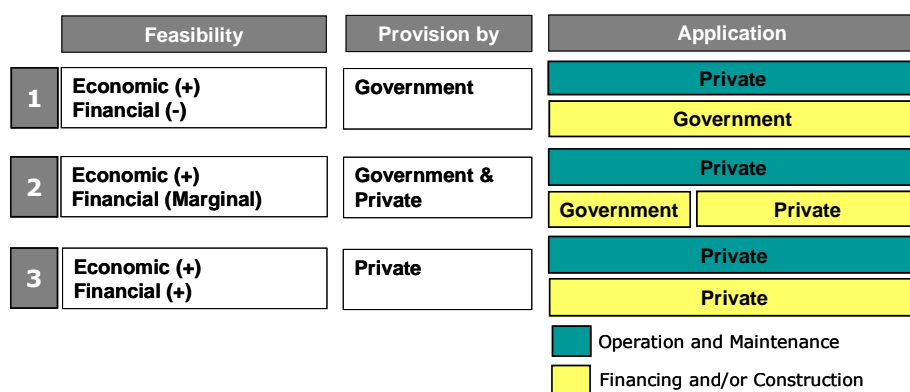 Feasibility
Provision by
Application
1
Economic (+)
Financial (-)
Government
Private
Government
2
Economic (+)
Financial (Marginal)
Government &
Private
Private
Government
Private
3
Economic (+)
Financial (+)
Private
Private
Private
Operation and Maintenance
Financing and/or Construction